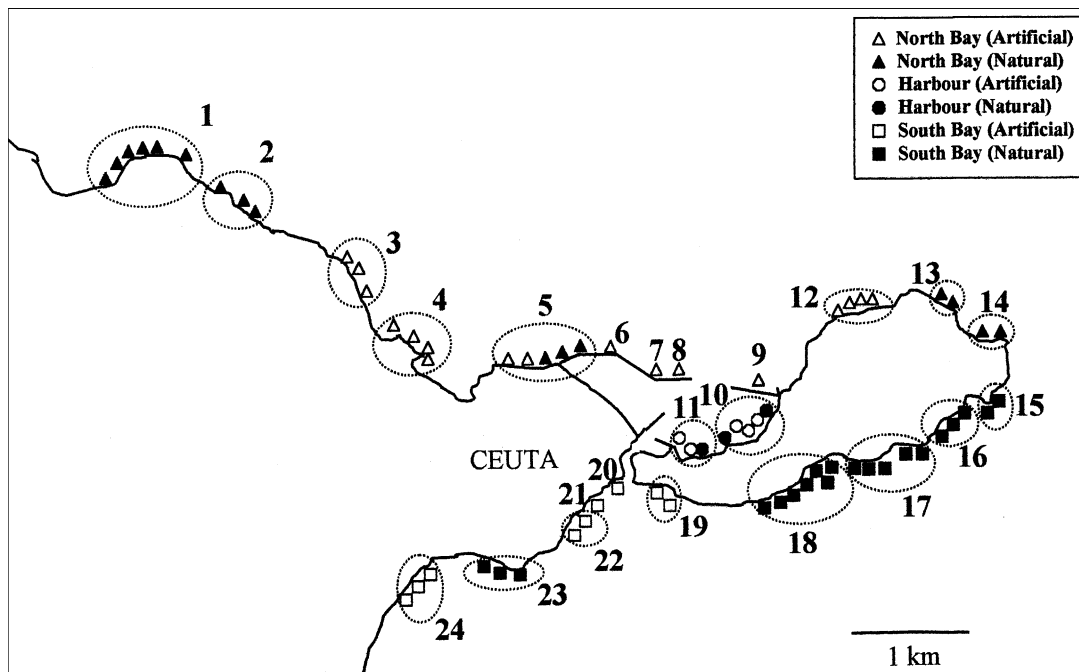 North Bay (Artificial)
North Bay (Natural)
Harbour (Artificial)
Harbour (Natural)
South Bay (Artificial)
South Bay (Natural)
1
2
3
4
5
6
7 8
9
10
11
12
13
14
15
16
17
18
19
20
21
22
23
24
CEUTA
1 km